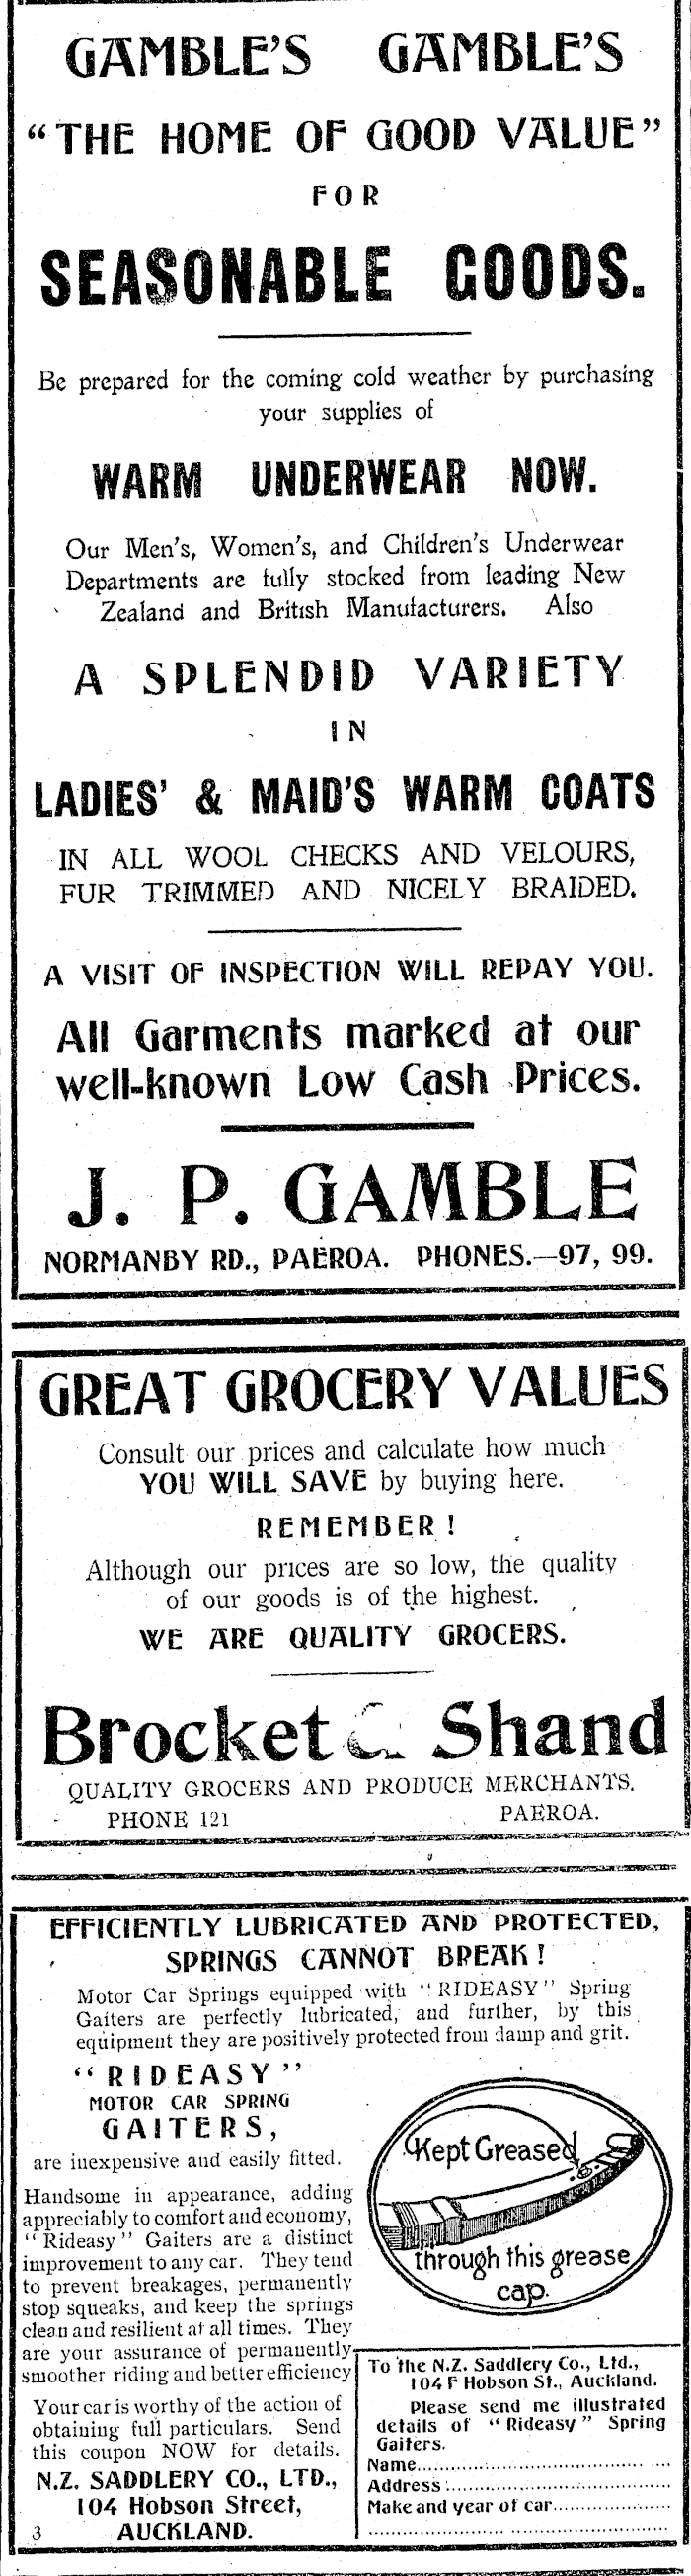 GAMBLE'S GAMBLE'S
"THE HOME OF GOOD VALUE"
FOR
SEASONABLE GOODS.
Be prepared for the coming cold weather by purchasing
your supplies of
WARM UNDERWEAR NOW.
Our Men's, Women's, and Children's Underwear
Departments are fully stocked from leading New
Zealand and British Manufacturers. Also
A SPLENDID VARIETY
IN
LADIES' & MAID'S WARM COATS
IN ALL WOOL CHECKS AND VELOURS,
FUR TRIMMED AND NICELY BRAIDED.
A VISIT OF INSPECTION WILL REPAY YOU.
All Garments marked at our
well-known Low Cash Prices.
J. P. GAMBLE
NORMANBY RD., PAEROA. PHONES.—97, 99.
GREAT GROCERY VALUES
Consult our prices and calculate how much
YOU WILL SAVE by buying here.
REMEMBER!
Although our prices are so low, the quality
of our goods is of the highest.
WE ARE QUALITY GROCERS.
Brocket & Shand
QUALITY GROCERS AND PRODUCE MERCHANTS.
PHONE 121 PAEROA.
EFFICIENTLY LUBRICATED AND PROTECTED,
SPRINGS CANNOT BREAK!
Motor Car Springs equipped with "RIDEASY" Spring
Gaiters are perfectly lubricated, and further, by this
equipment they are positively protected from damp and grit.
"RIDEASY"
MOTOR CAR SPRING
GAITERS,
are inexpensive and easily fitted.
Handsome in appearance, adding
appreciably to comfort and economy,
"Rideasy" Gaiters are a distinct
improvement to any car. They tend
to prevent breakages, permanently
stop squeaks, and keep the springs
clean and resilient at all times. They
are your assurance of permanently
smoother riding and better efficiency
Your car is worthy of the action of
obtaining full particulars. Send
this coupon NOW for details.
N.Z. SADDLERY CO., LTD.,
104 Hobson Street,
3 AUCKLAND.
Kept Greased
through this grease
cap.
To the N.Z. Saddlery Co., Ltd.,
104 F Hobson St., Auckland.
Please send me illustrated
details of "Rideasy" Spring
Gaiters.
Name..........................................
Address.......................................
Make and year of car.....................
..................................................